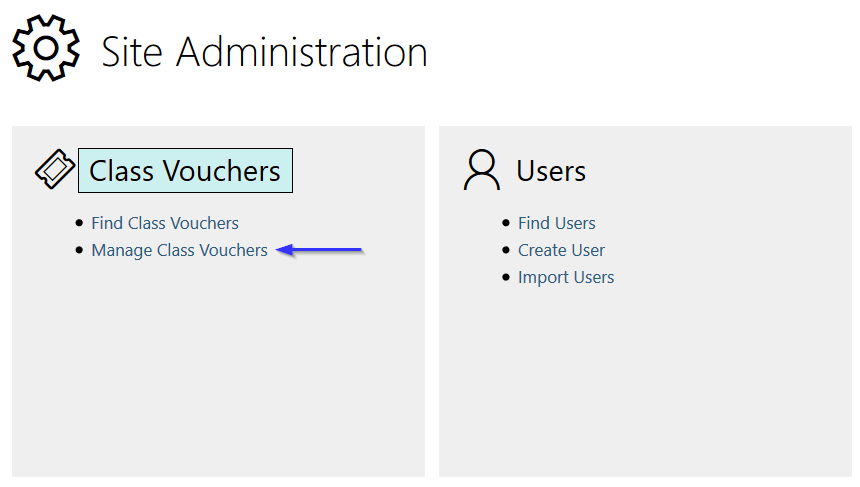 Site Administration
Class Vouchers
Find Class Vouchers
Manage Class Vouchers
Users
Find Users
Create User
Import Users